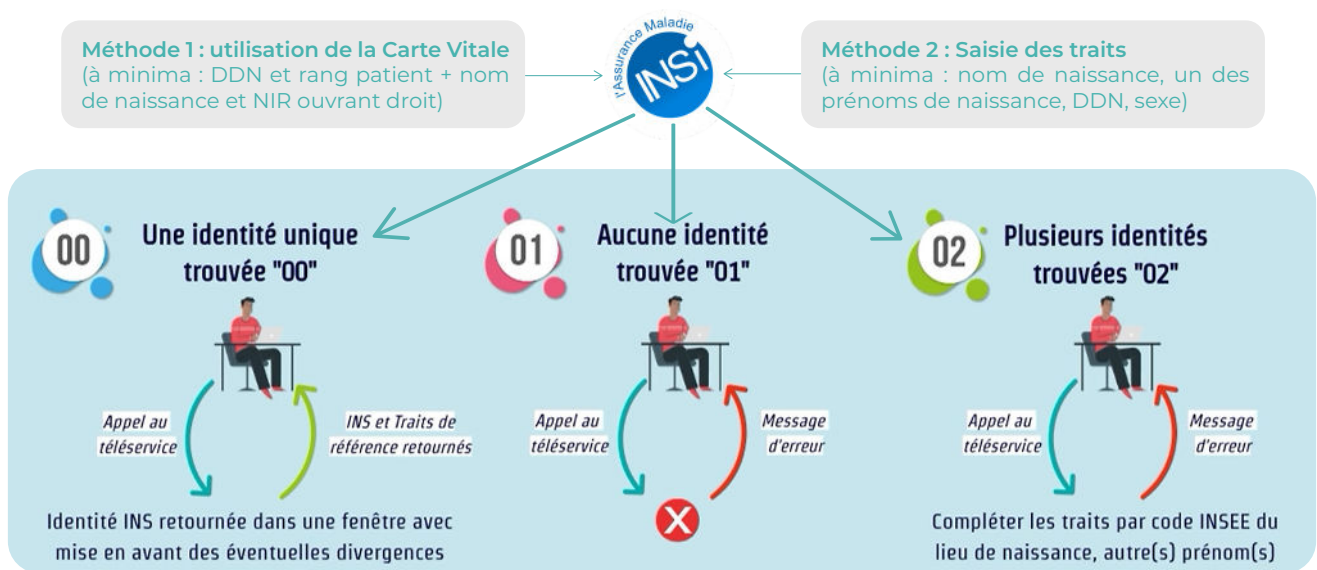 Méthode 1 : utilisation de la Carte Vitale
(à minima : DDN et rang patient + nom
de naissance et NIR ouvrant droit)
l'Assurance Maladie
INSi
Méthode 2 : Saisie des traits
(à minima : nom de naissance, un des
prénoms de naissance, DDN, sexe)
00
Une identité unique
trouvée "00"
Appel au
téléservice
INS et Traits de
référence retournés
Identité INS retournée dans une fenêtre avec
mise en avant des éventuelles divergences
01
Aucune identité
trouvée "01"
Appel au
téléservice
Message
d'erreur
X
02
Plusieurs identités
trouvées "02"
Appel au
téléservice
Message
d'erreur
Compléter les traits par code INSEE du
lieu de naissance, autre(s) prénom(s)